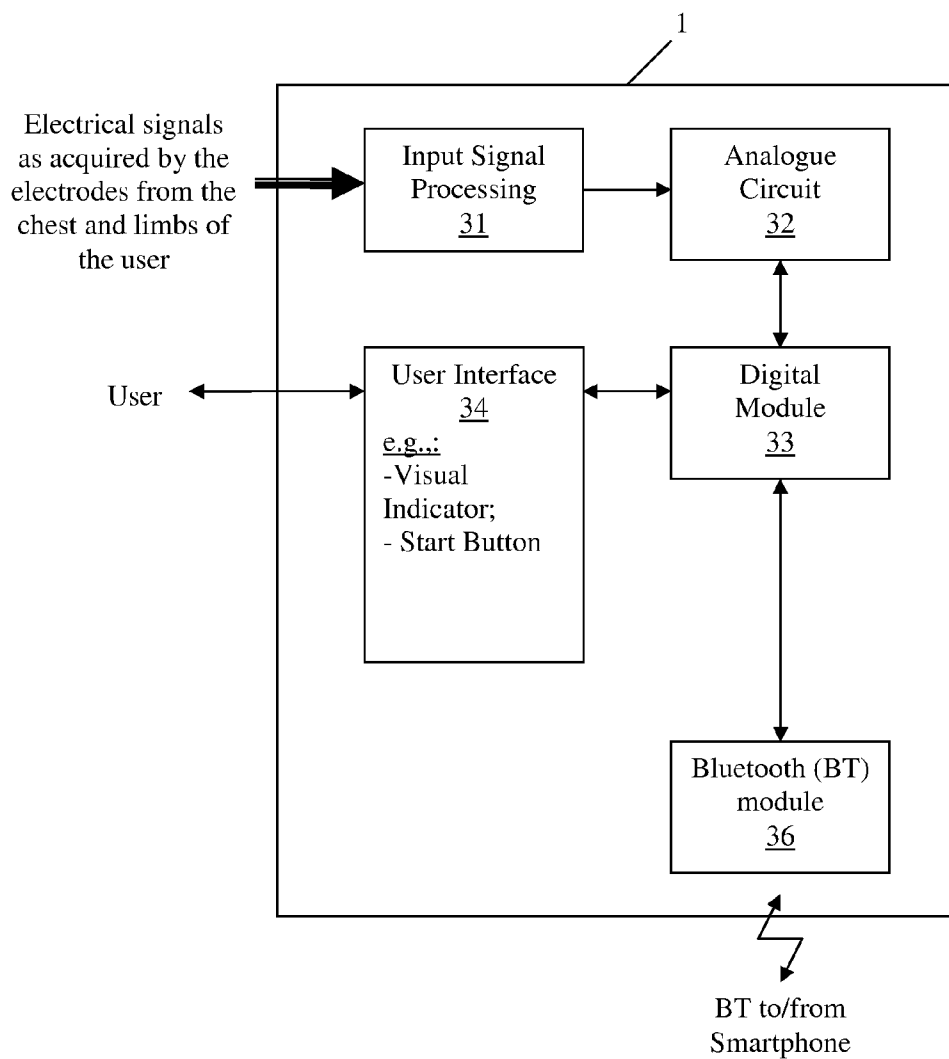 1
Electrical signals
as acquired by the
electrodes from the
chest and limbs of
the user
Input Signal
Processing
31
Analogue
Circuit
32
User
User Interface
34
e.g.,:
-Visual
Indicator;
- Start Button
Digital
Module
33
Bluetooth (BT)
module
36
BT to/from
Smartphone